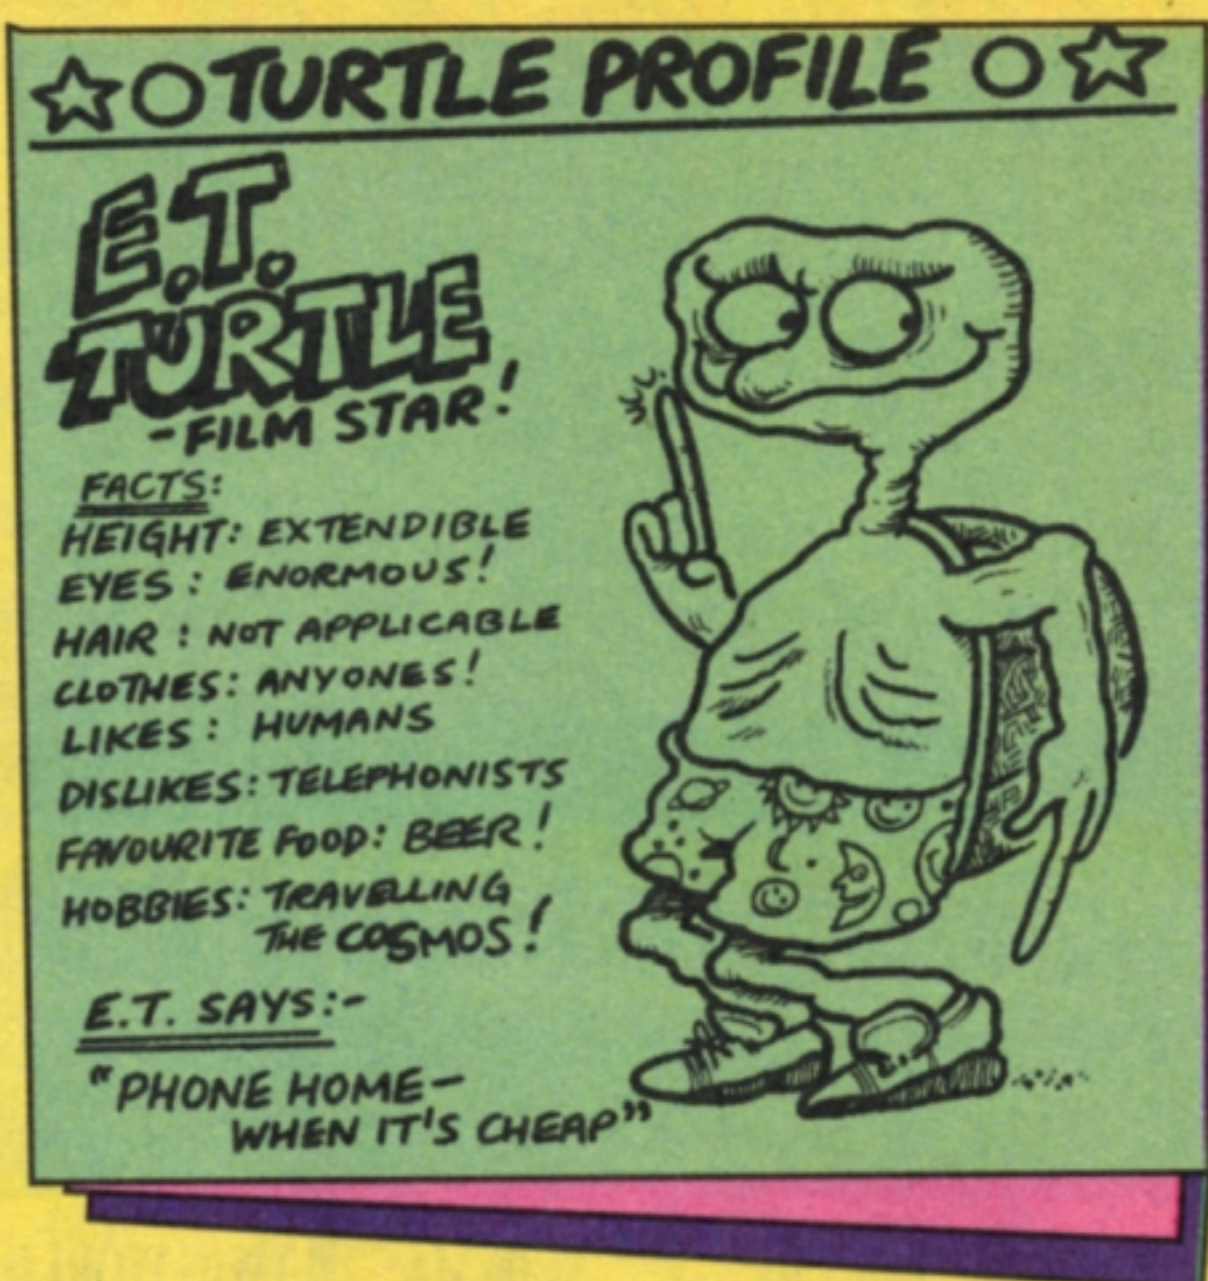 TURTLE PROFILE
E.T.
TURTLE
-FILM STAR!
FACTS:
HEIGHT: EXTENDIBLE
EYES: ENORMOUS!
HAIR: NOT APPLICABLE
CLOTHES: ANYONES!
LIKES: HUMANS
DISLIKES: TELEPHONISTS
FAVOURITE FOOD: BEER!
HOBBIES: TRAVELLING
THE COSMOS!
E.T. SAYS:-
"PHONE HOME-
WHEN IT'S CHEAP"